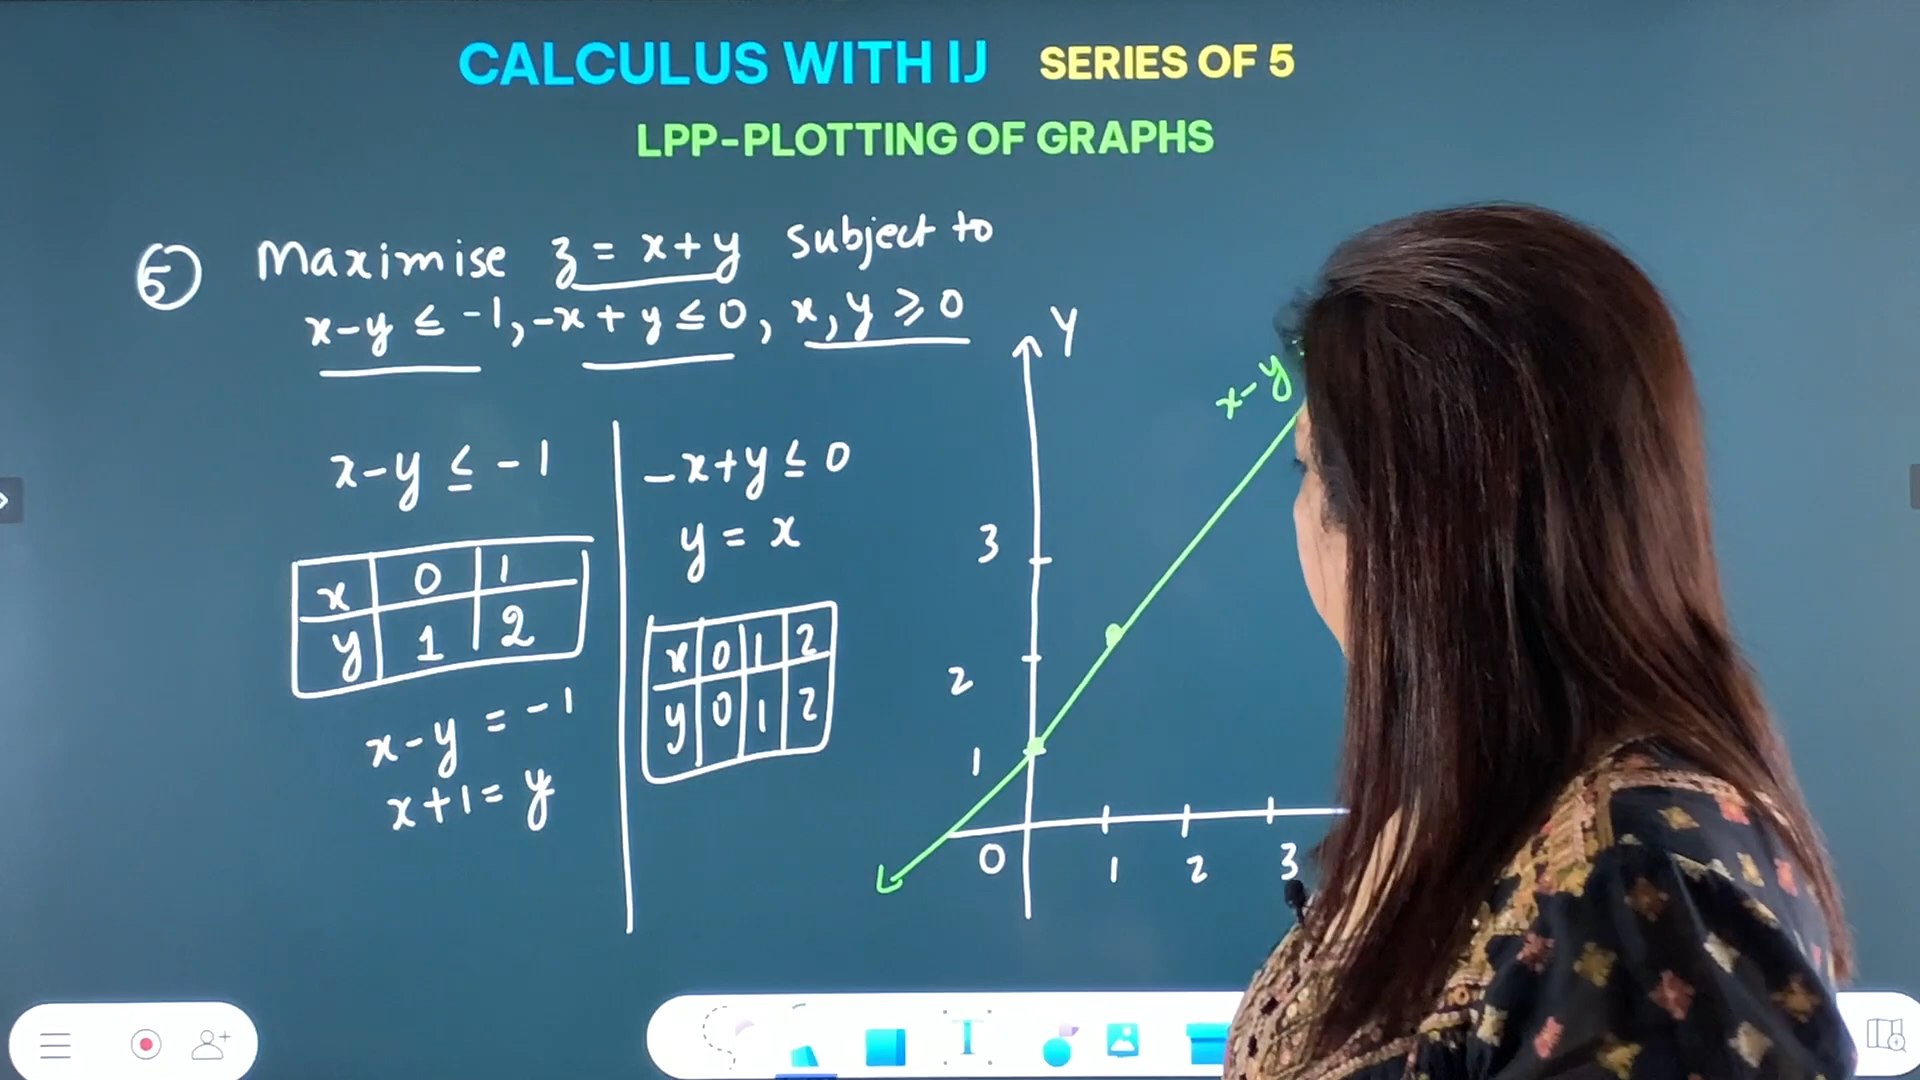 CALCULUS WITH IJ SERIES OF 5
LPP-PLOTTING OF GRAPHS
5 Maximise z = x+y subject to
x-y ≤ -1, -x+y ≤ 0, x, y ≥ 0
x-y ≤ -1
x 0 1
y 1 2
x-y = -1
x+1 = y
-x+y ≤ 0
y = x
x 0 1 2
y 0 1 2
Y
x-y
3
2
1
0 1 2 3